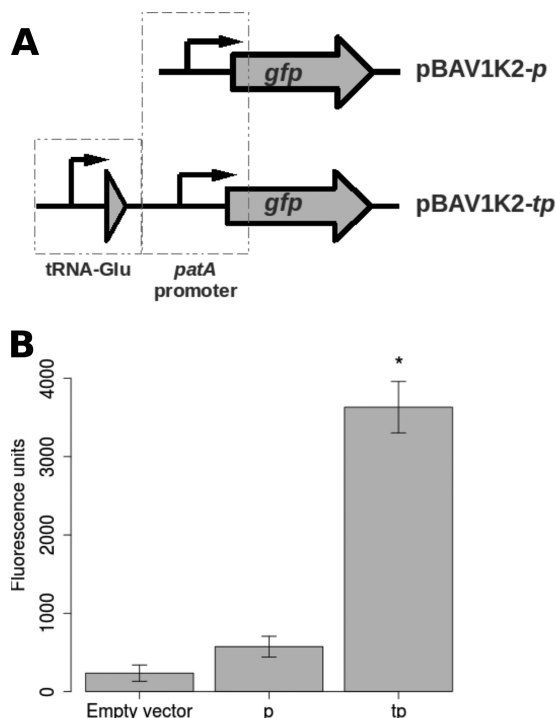 A
gfp
pBAV1K2-p
gfp
pBAV1K2-tp
tRNA-Glu
patA
promoter
B
*
Fluorescence units
4000
3000
2000
1000
0
Empty vector
p
tp